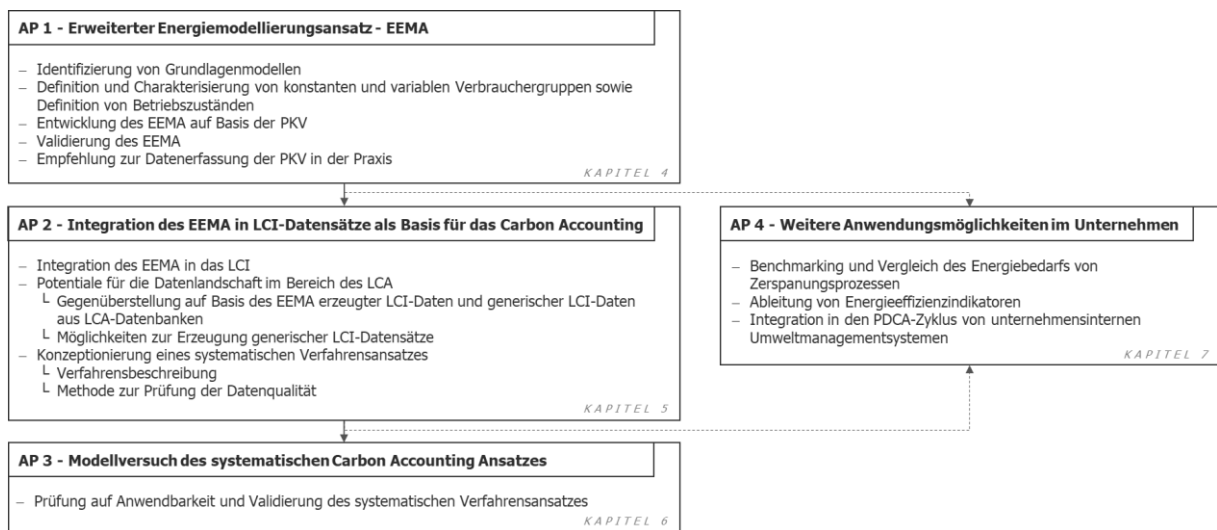 AP 1 - Erweiterter Energiemodellierungsansatz - EEMA
– Identifizierung von Grundlagenmodellen
– Definition und Charakterisierung von konstanten und variablen Verbrauchergruppen sowie
Definition von Betriebszuständen
– Entwicklung des EEMA auf Basis der PKV
– Validierung des EEMA
– Empfehlung zur Datenerfassung der PKV in der Praxis
KAPITEL 4
AP 2 - Integration des EEMA in LCI-Datensätze als Basis für das Carbon Accounting
– Integration des EEMA in das LCI
– Potentiale für die Datenlandschaft im Bereich des LCA
└ Gegenüberstellung auf Basis des EEMA erzeugter LCI-Daten und generischer LCI-Daten
aus LCA-Datenbanken
└ Möglichkeiten zur Erzeugung generischer LCI-Datensätze
– Konzeptionierung eines systematischen Verfahrensansatzes
└ Verfahrensbeschreibung
└ Methode zur Prüfung der Datenqualität
KAPITEL 5
AP 4 - Weitere Anwendungsmöglichkeiten im Unternehmen
– Benchmarking und Vergleich des Energiebedarfs von
Zerspanungsprozessen
– Ableitung von Energieeffizienzindikatoren
– Integration in den PDCA-Zyklus von unternehmensinternen
Umweltmanagementsystemen
KAPITEL 7
AP 3 - Modellversuch des systematischen Carbon Accounting Ansatzes
– Prüfung auf Anwendbarkeit und Validierung des systematischen Verfahrensansatzes
KAPITEL 6